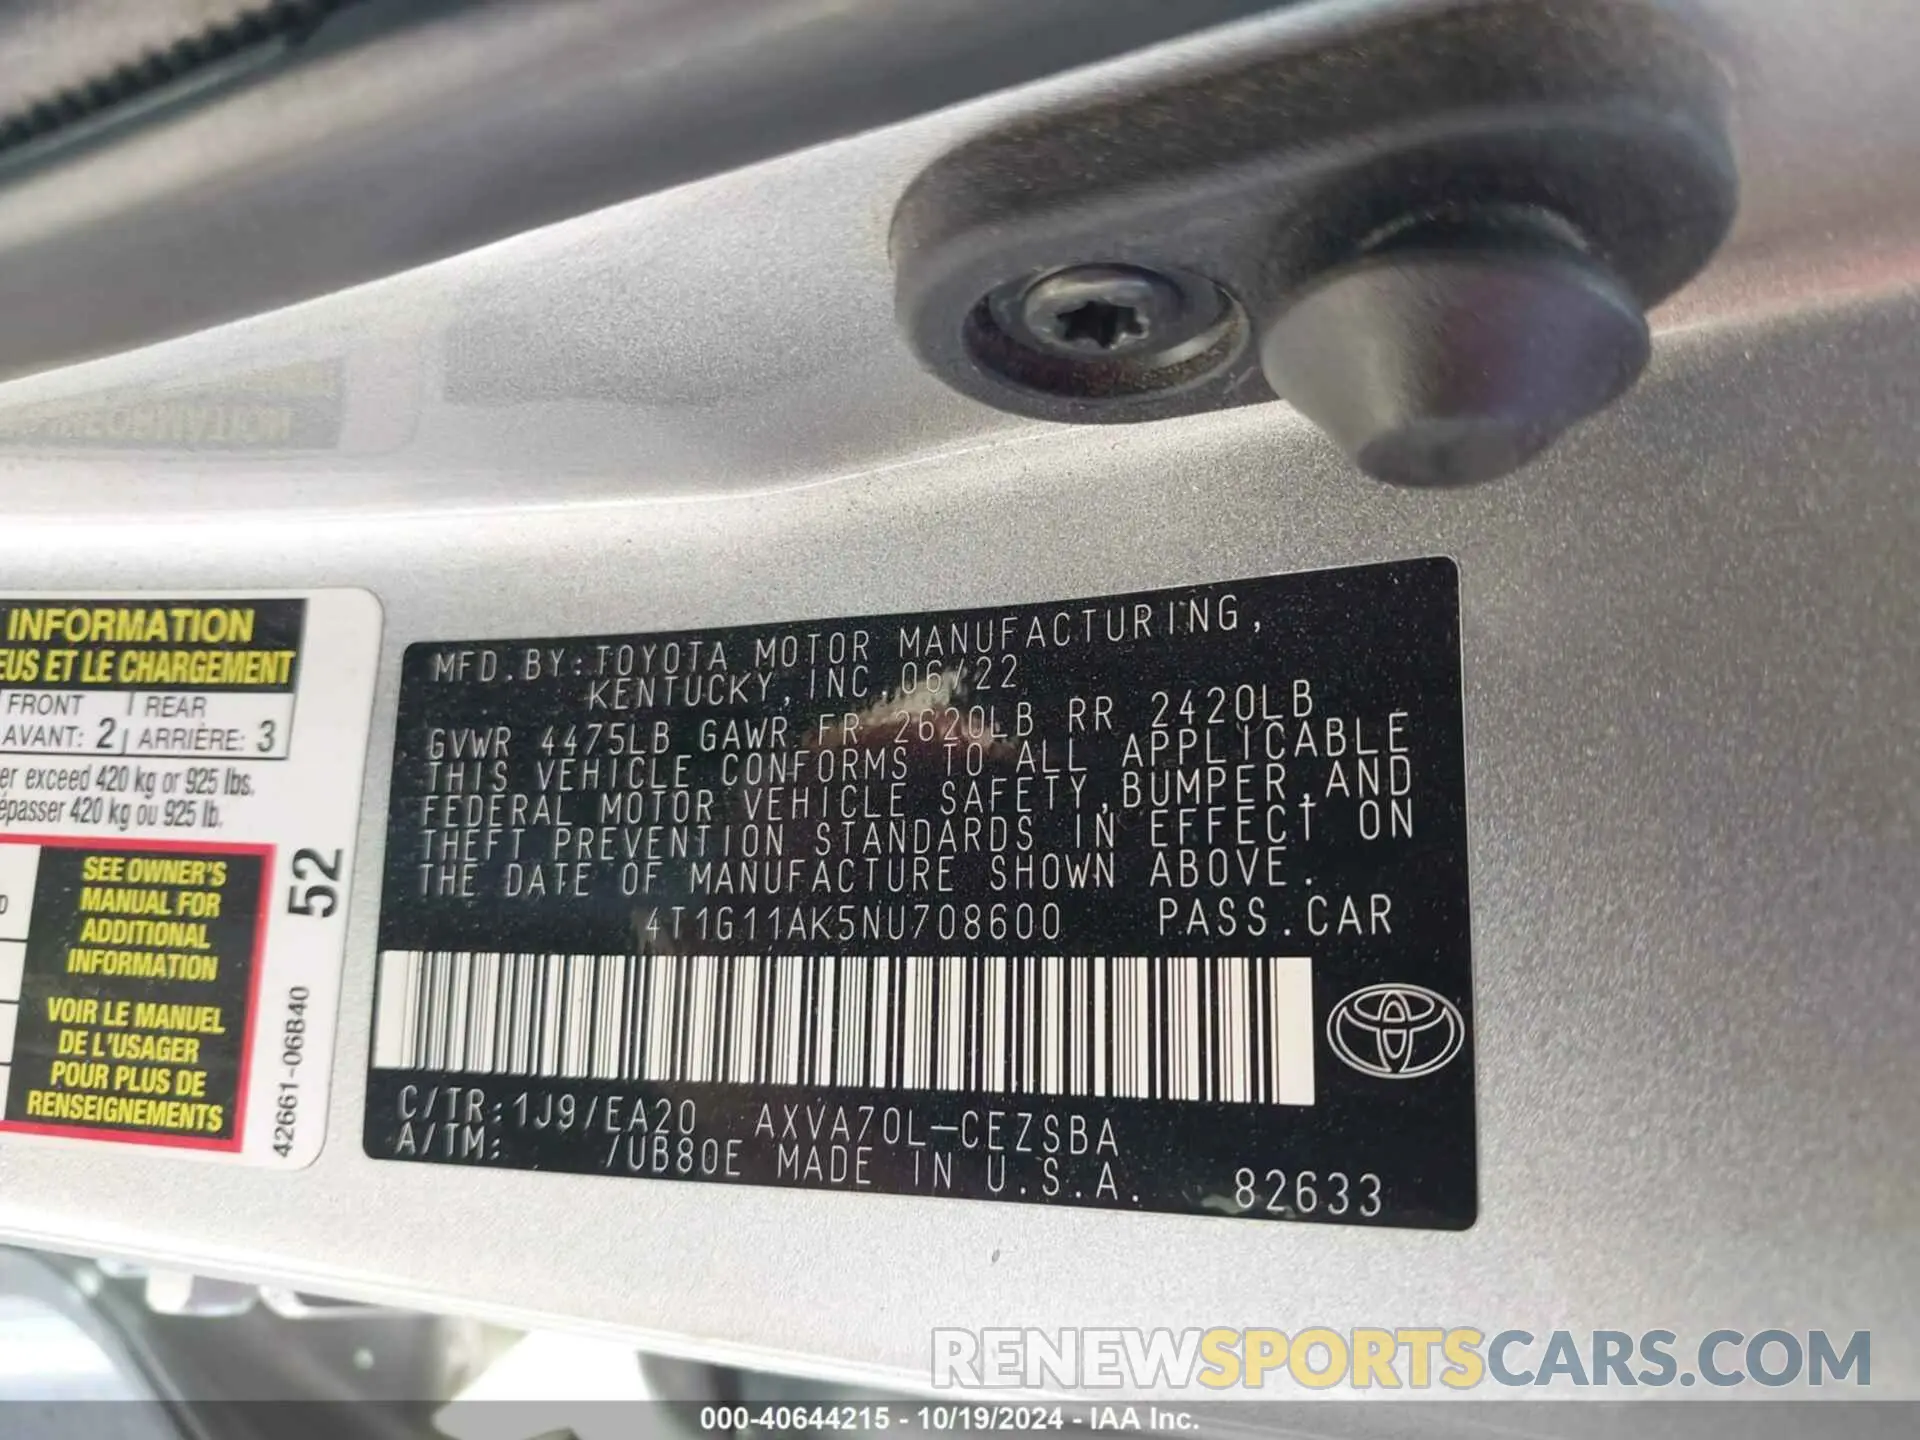 INFORMATION
EUS ET LE CHARGEMENT
FRONT REAR
AVANT: 2 ARRIÈRE: 3
er exceed 420 kg or 925 lbs.
épasser 420 kg ou 925 lb.
SEE OWNER'S
MANUAL FOR
ADDITIONAL
INFORMATION
VOIR LE MANUEL
DE L'USAGER
POUR PLUS DE
RENSEIGNEMENTS
52
42661-06B40
MFD.BY:TOYOTA MOTOR MANUFACTURING,
KENTUCKY,INC.06/22
GVWR 4475LB GAWR FR 2620LB RR 2420LB
THIS VEHICLE CONFORMS TO ALL APPLICABLE
FEDERAL MOTOR VEHICLE SAFETY,BUMPER,AND
THEFT PREVENTION STANDARDS IN EFFECT ON
THE DATE OF MANUFACTURE SHOWN ABOVE.
4T1G11AK5NU708600 PASS.CAR
C/TR:1J9/EA20 AXVA70L-CEZSBA
A/TM: /UB80E MADE IN U.S.A.
82633
RENEWSPORTSCARS.COM
000-40644215 - 10/19/2024 - IAA Inc.